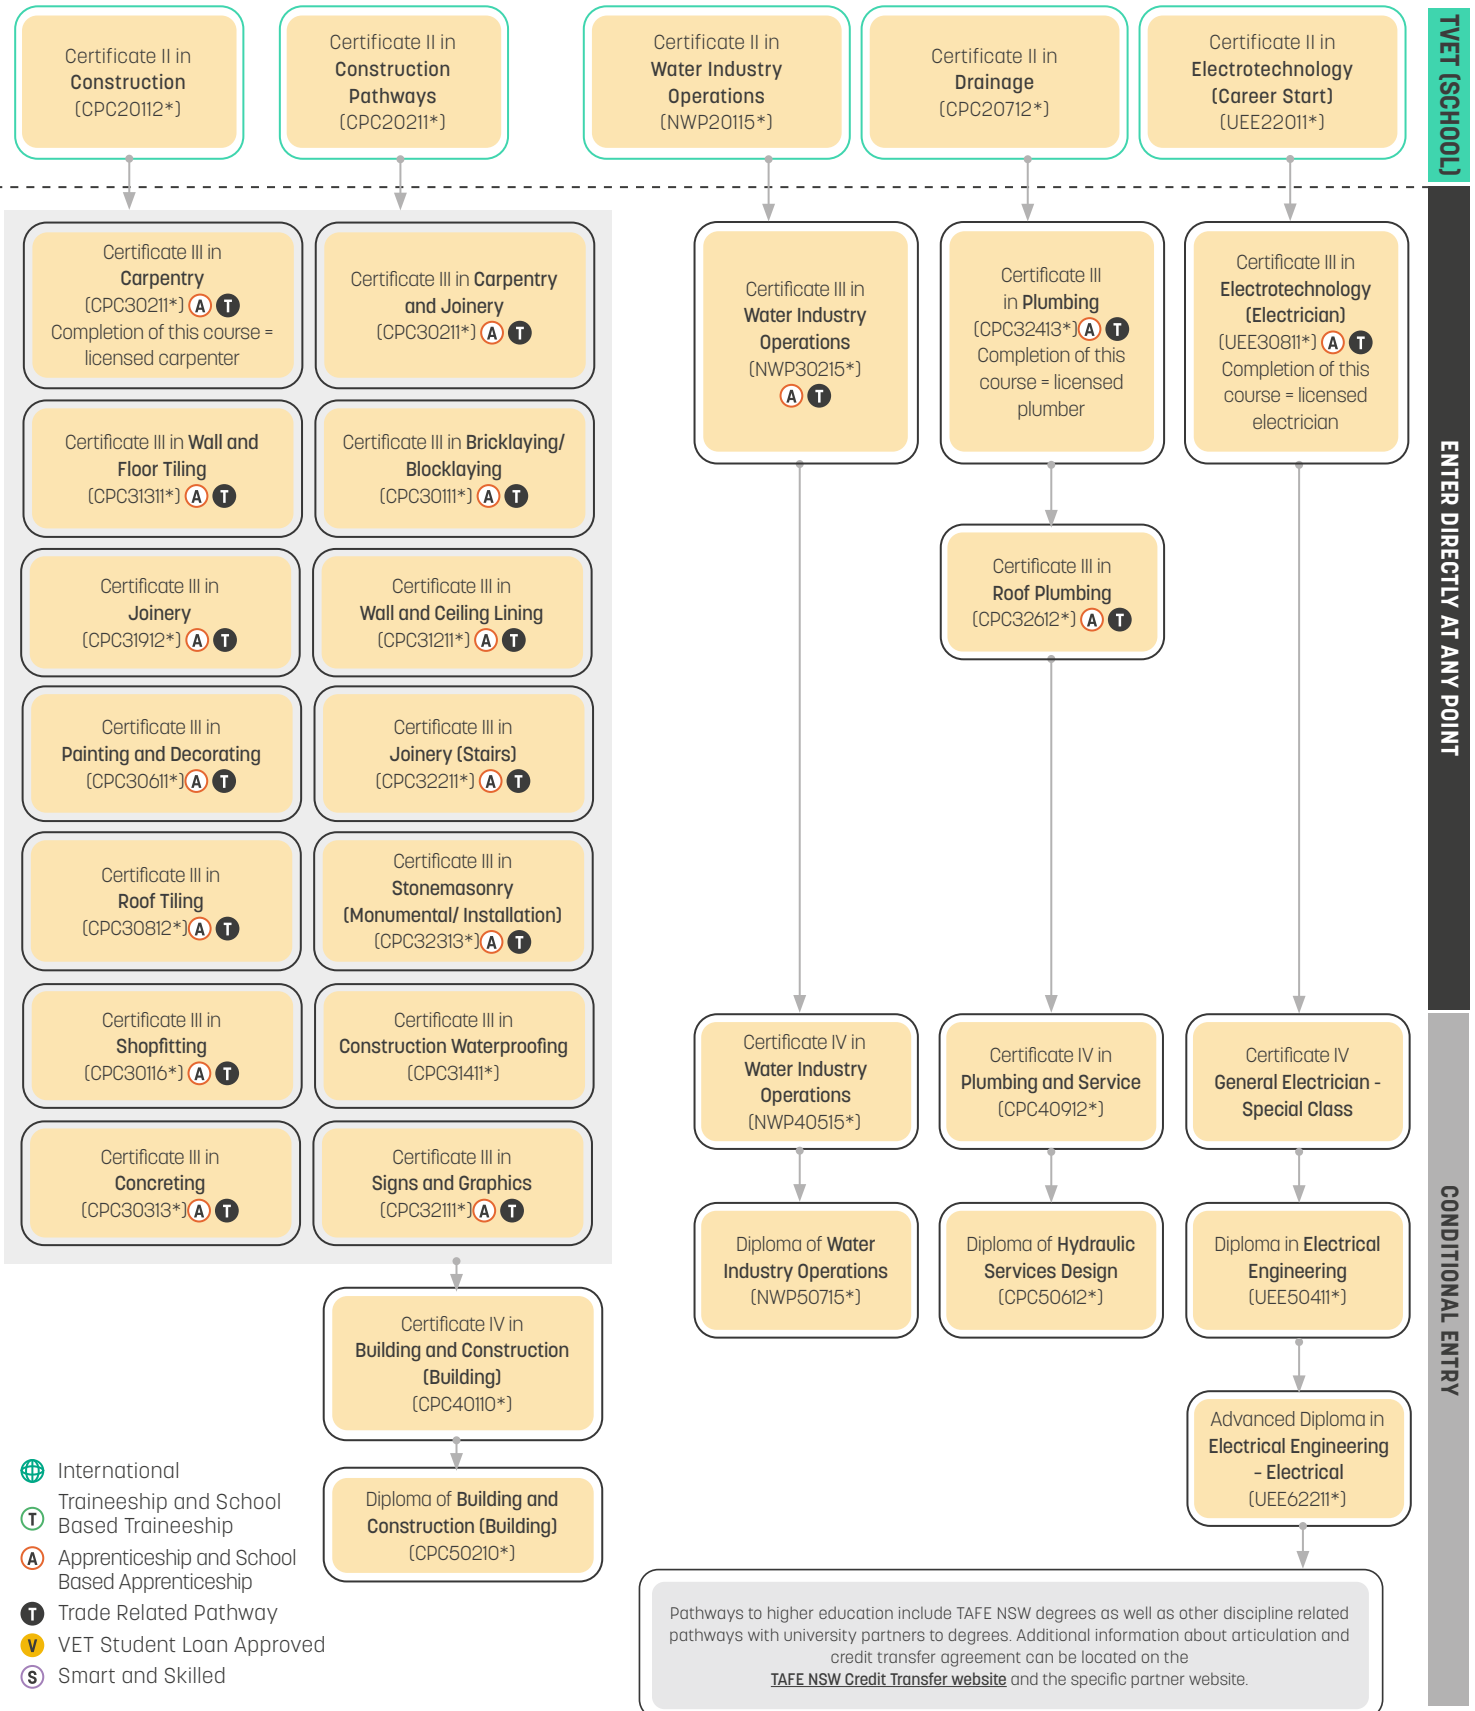 Certificate II in
Construction
(CPC20112*)
Certificate II in
Construction
Pathways
(CPC20211*)
Certificate II in
Water Industry
Operations
(NWP20115*)
Certificate II in
Drainage
(CPC20712*)
Certificate II in
Electrotechnology
(Career Start)
(UEE22011*)
TVET (SCHOOL)
Certificate III in
Carpentry
(CPC30211*) A T
Completion of this course =
licensed carpenter
Certificate III in Carpentry
and Joinery
(CPC30211*) A T
Certificate III in Wall and
Floor Tiling
(CPC31311*) A T
Certificate III in Bricklaying/
Blocklaying
(CPC30111*) A T
Certificate III in
Joinery
(CPC31912*) A T
Certificate III in
Wall and Ceiling Lining
(CPC31211*) A T
Certificate III in
Painting and Decorating
(CPC30611*) A T
Certificate III in
Joinery (Stairs)
(CPC32211*) A T
Certificate III in
Roof Tiling
(CPC30812*) A T
Certificate III in
Stonemasonry
(Monumental/ Installation)
(CPC32313*) A T
Certificate III in
Shopfitting
(CPC30116*) A T
Certificate III in
Construction Waterproofing
(CPC31411*)
Certificate III in
Concreting
(CPC30313*) A T
Certificate III in
Signs and Graphics
(CPC32111*) A T
Certificate IV in
Building and Construction
(Building)
(CPC40110*)
Diploma of Building and
Construction (Building)
(CPC50210*)
Certificate III in
Water Industry
Operations
(NWP30215*)
A T
Certificate III
in Plumbing
(CPC32413*) A T
Completion of this
course = licensed
plumber
Certificate III in
Electrotechnology
(Electrician)
(UEE30811*) A T
Completion of this
course = licensed
electrician
Certificate III in
Roof Plumbing
(CPC32612*) A T
ENTER DIRECTLY AT ANY POINT
Certificate IV in
Water Industry
Operations
(NWP40515*)
Certificate IV in
Plumbing and Service
(CPC40912*)
Certificate IV
General Electrician -
Special Class
Diploma of Water
Industry Operations
(NWP50715*)
Diploma of Hydraulic
Services Design
(CPC50612*)
Diploma in Electrical
Engineering
(UEE50411*)
Advanced Diploma in
Electrical Engineering
– Electrical
(UEE62211*)
CONDITIONAL ENTRY
International
T Traineeship and School
Based Traineeship
A Apprenticeship and School
Based Apprenticeship
T Trade Related Pathway
V VET Student Loan Approved
S Smart and Skilled
Pathways to higher education include TAFE NSW degrees as well as other discipline related
pathways with university partners to degrees. Additional information about articulation and
credit transfer agreement can be located on the
TAFE NSW Credit Transfer website and the specific partner website.